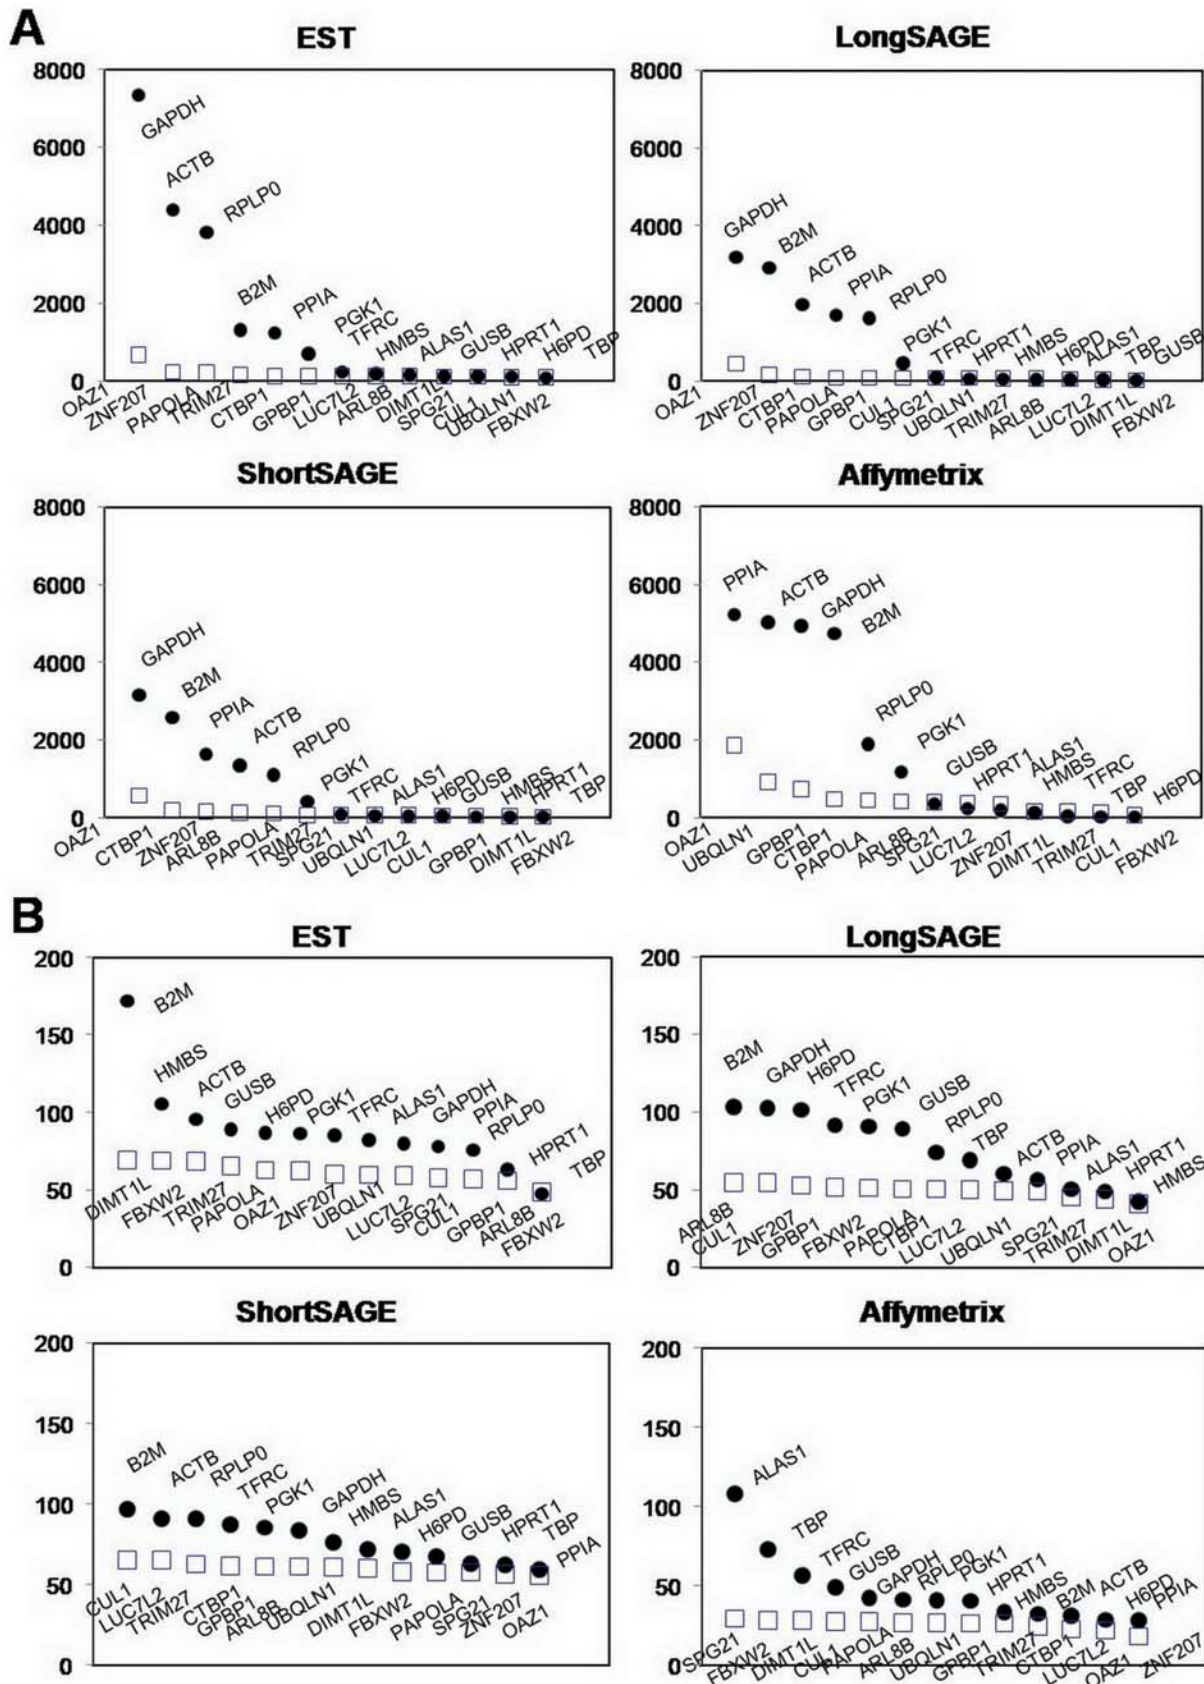 A
EST
8000
6000
4000
2000
0
GAPDH
ACTB
RPLP0
B2M
PPIA
PGK1
TFRC
HMBS
ALAS1
GUSB
HPRT1
H6PD
TBP
OAZ1
ZNF207
PAPOLA
TRIM27
CTBP1
GPBP1
LUC7L2
ARL8B
DIMT1L
SPG21
CUL1
UBQLN1
FBXW2
LongSAGE
8000
6000
4000
2000
0
GAPDH
B2M
ACTB
PPIA
RPLP0
PGK1
TFRC
HPRT1
HMBS
H6PD
ALAS1
TBP
GUSB
OAZ1
ZNF207
CTBP1
PAPOLA
GPBP1
CUL1
SPG21
UBQLN1
TRIM27
ARL8B
LUC7L2
DIMT1L
FBXW2
ShortSAGE
8000
6000
4000
2000
0
GAPDH
B2M
PPIA
ACTB
RPLP0
PGK1
TFRC
ALAS1
H6PD
GUSB
HMBS
HPRT1
TBP
OAZ1
CTBP1
ZNF207
ARL8B
PAPOLA
TRIM27
SPG21
UBQLN1
LUC7L2
CUL1
GPBP1
DIMT1L
FBXW2
Affymetrix
8000
6000
4000
2000
0
PPIA
ACTB
GAPDH
B2M
RPLP0
PGK1
GUSB
HPRT1
ALAS1
HMBS
TFRC
TBP
H6PD
OAZ1
UBQLN1
GPBP1
CTBP1
PAPOLA
ARL8B
SPG21
LUC7L2
ZNF207
DIMT1L
TRIM27
CUL1
FBXW2
B
EST
200
150
100
50
0
B2M
HMBS
ACTB
GUSB
H6PD
PGK1
TFRC
ALAS1
GAPDH
PPIA
RPLP0
HPRT1
TBP
DIMT1L
FBXW2
TRIM27
PAPOLA
OAZ1
ZNF207
UBQLN1
LUC7L2
SPG21
CUL1
GPBP1
ARL8B
FBXW2
LongSAGE
200
150
100
50
0
B2M
GAPDH
H6PD
TFRC
PGK1
GUSB
RPLP0
TBP
ACTB
PPIA
ALAS1
HPRT1
HMBS
ARL8B
CUL1
ZNF207
GPBP1
FBXW2
PAPOLA
CTBP1
LUC7L2
UBQLN1
SPG21
TRIM27
DIMT1L
OAZ1
ShortSAGE
200
150
100
50
0
B2M
ACTB
RPLP0
TFRC
PGK1
GAPDH
HMBS
ALAS1
H6PD
GUSB
HPRT1
TBP
PPIA
CUL1
LUC7L2
TRIM27
CTBP1
GPBP1
ARL8B
UBQLN1
DIMT1L
FBXW2
PAPOLA
SPG21
ZNF207
OAZ1
Affymetrix
200
150
100
50
0
ALAS1
TBP
TFRC
GUSB
GAPDH
RPLP0
PGK1
HPRT1
HMBS
B2M
ACTB
H6PD
PPIA
SPG21
FBXW2
DIMT1L
CUL1
PAPOLA
ARL8B
UBQLN1
GPBP1
TRIM27
CTBP1
LUC7L2
OAZ1
ZNF207